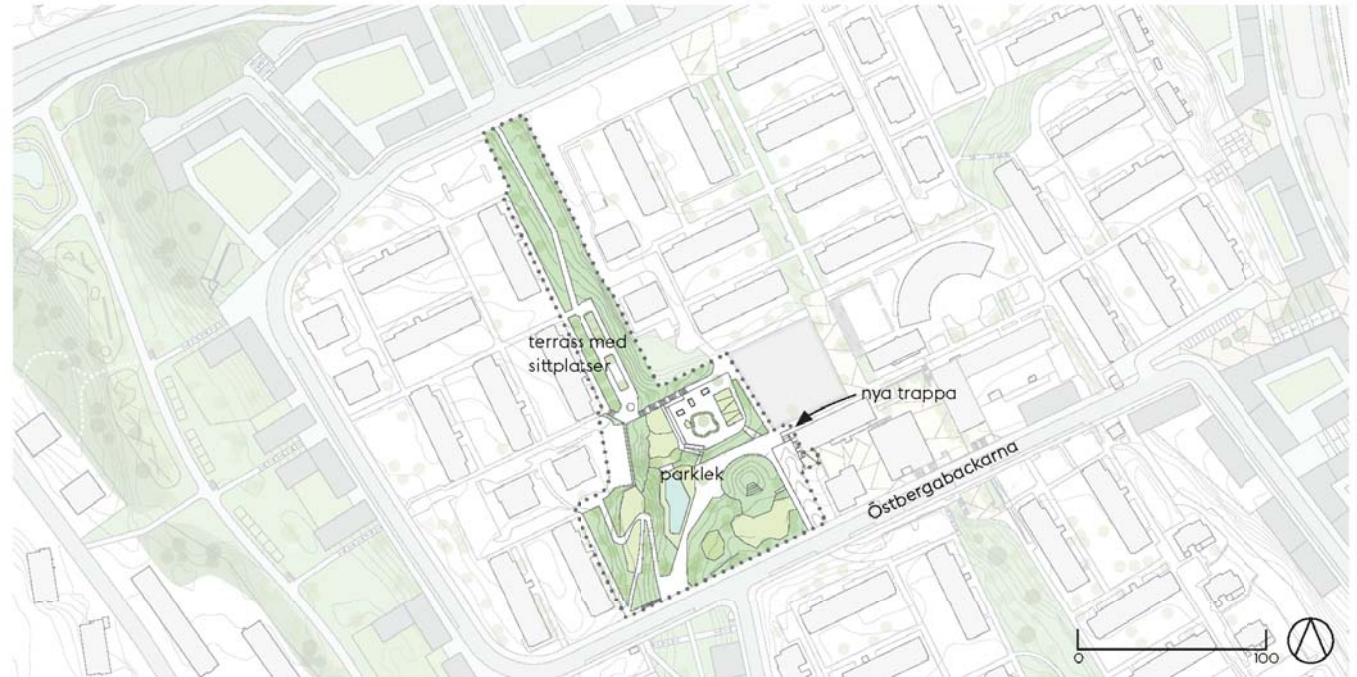 terrass med
sittplatser
nya trappa
parklek
Östbergabackarna
0 100